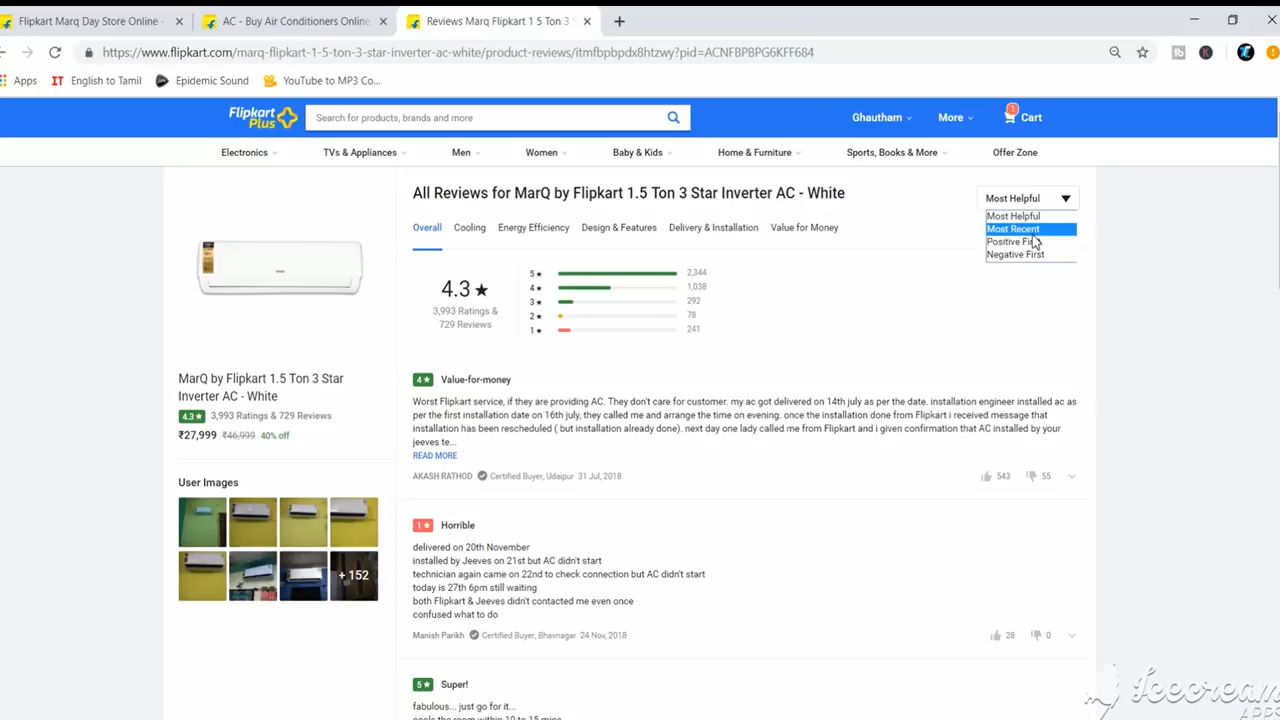 Flipkart Marq Day Store Online -
AC - Buy Air Conditioners Online
Reviews Marq Flipkart 1 5 Ton 3 S
https://www.flipkart.com/marq-flipkart-1-5-ton-3-star-inverter-ac-white/product-reviews/itmfbpbpdx8htzwy?pid=ACNFBPBPG6KFF684
Apps
IT English to Tamil
Epidemic Sound
YouTube to MP3 Co...
Flipkart Plus
Search for products, brands and more
Ghautham
More
1
Cart
Electronics
TVs & Appliances
Men
Women
Baby & Kids
Home & Furniture
Sports, Books & More
Offer Zone
All Reviews for MarQ by Flipkart 1.5 Ton 3 Star Inverter AC - White
Most Helpful
Most Helpful
Most Recent
Positive First
Negative First
Overall
Cooling
Energy Efficiency
Design & Features
Delivery & Installation
Value for Money
4.3 ★
3,993 Ratings &
729 Reviews
5 ★ 2,344
4 ★ 1,038
3 ★ 292
2 ★ 78
1 ★ 241
MarQ by Flipkart 1.5 Ton 3 Star
Inverter AC - White
4.3 ★ 3,993 Ratings & 729 Reviews
₹27,999 ₹46,999 40% off
User Images
+ 152
4 ★ Value-for-money
Worst Flipkart service, if they are providing AC. They don't care for customer. my ac got delivered on 14th july as per the date. installation engineer installed ac as
per the first installation date on 16th july, they called me and arrange the time on evening. once the installation done from Flipkart i received message that
installation has been rescheduled ( but installation already done). next day one lady called me from Flipkart and i given confirmation that AC installed by your
jeeves te...
READ MORE
AKASH RATHOD Certified Buyer, Udaipur 31 Jul, 2018
543
55
1 ★ Horrible
delivered on 20th November
installed by Jeeves on 21st but AC didn't start
technician again came on 22nd to check connection but AC didn't start
today is 27th 6pm still waiting
both Flipkart & Jeeves didn't contacted me even once
confused what to do
Manish Parikh Certified Buyer, Bhavnagar 24 Nov, 2018
28
0
5 ★ Super!
fabulous... just go for it...
cools the room within 10 to 15 mins
Icecream
APPS